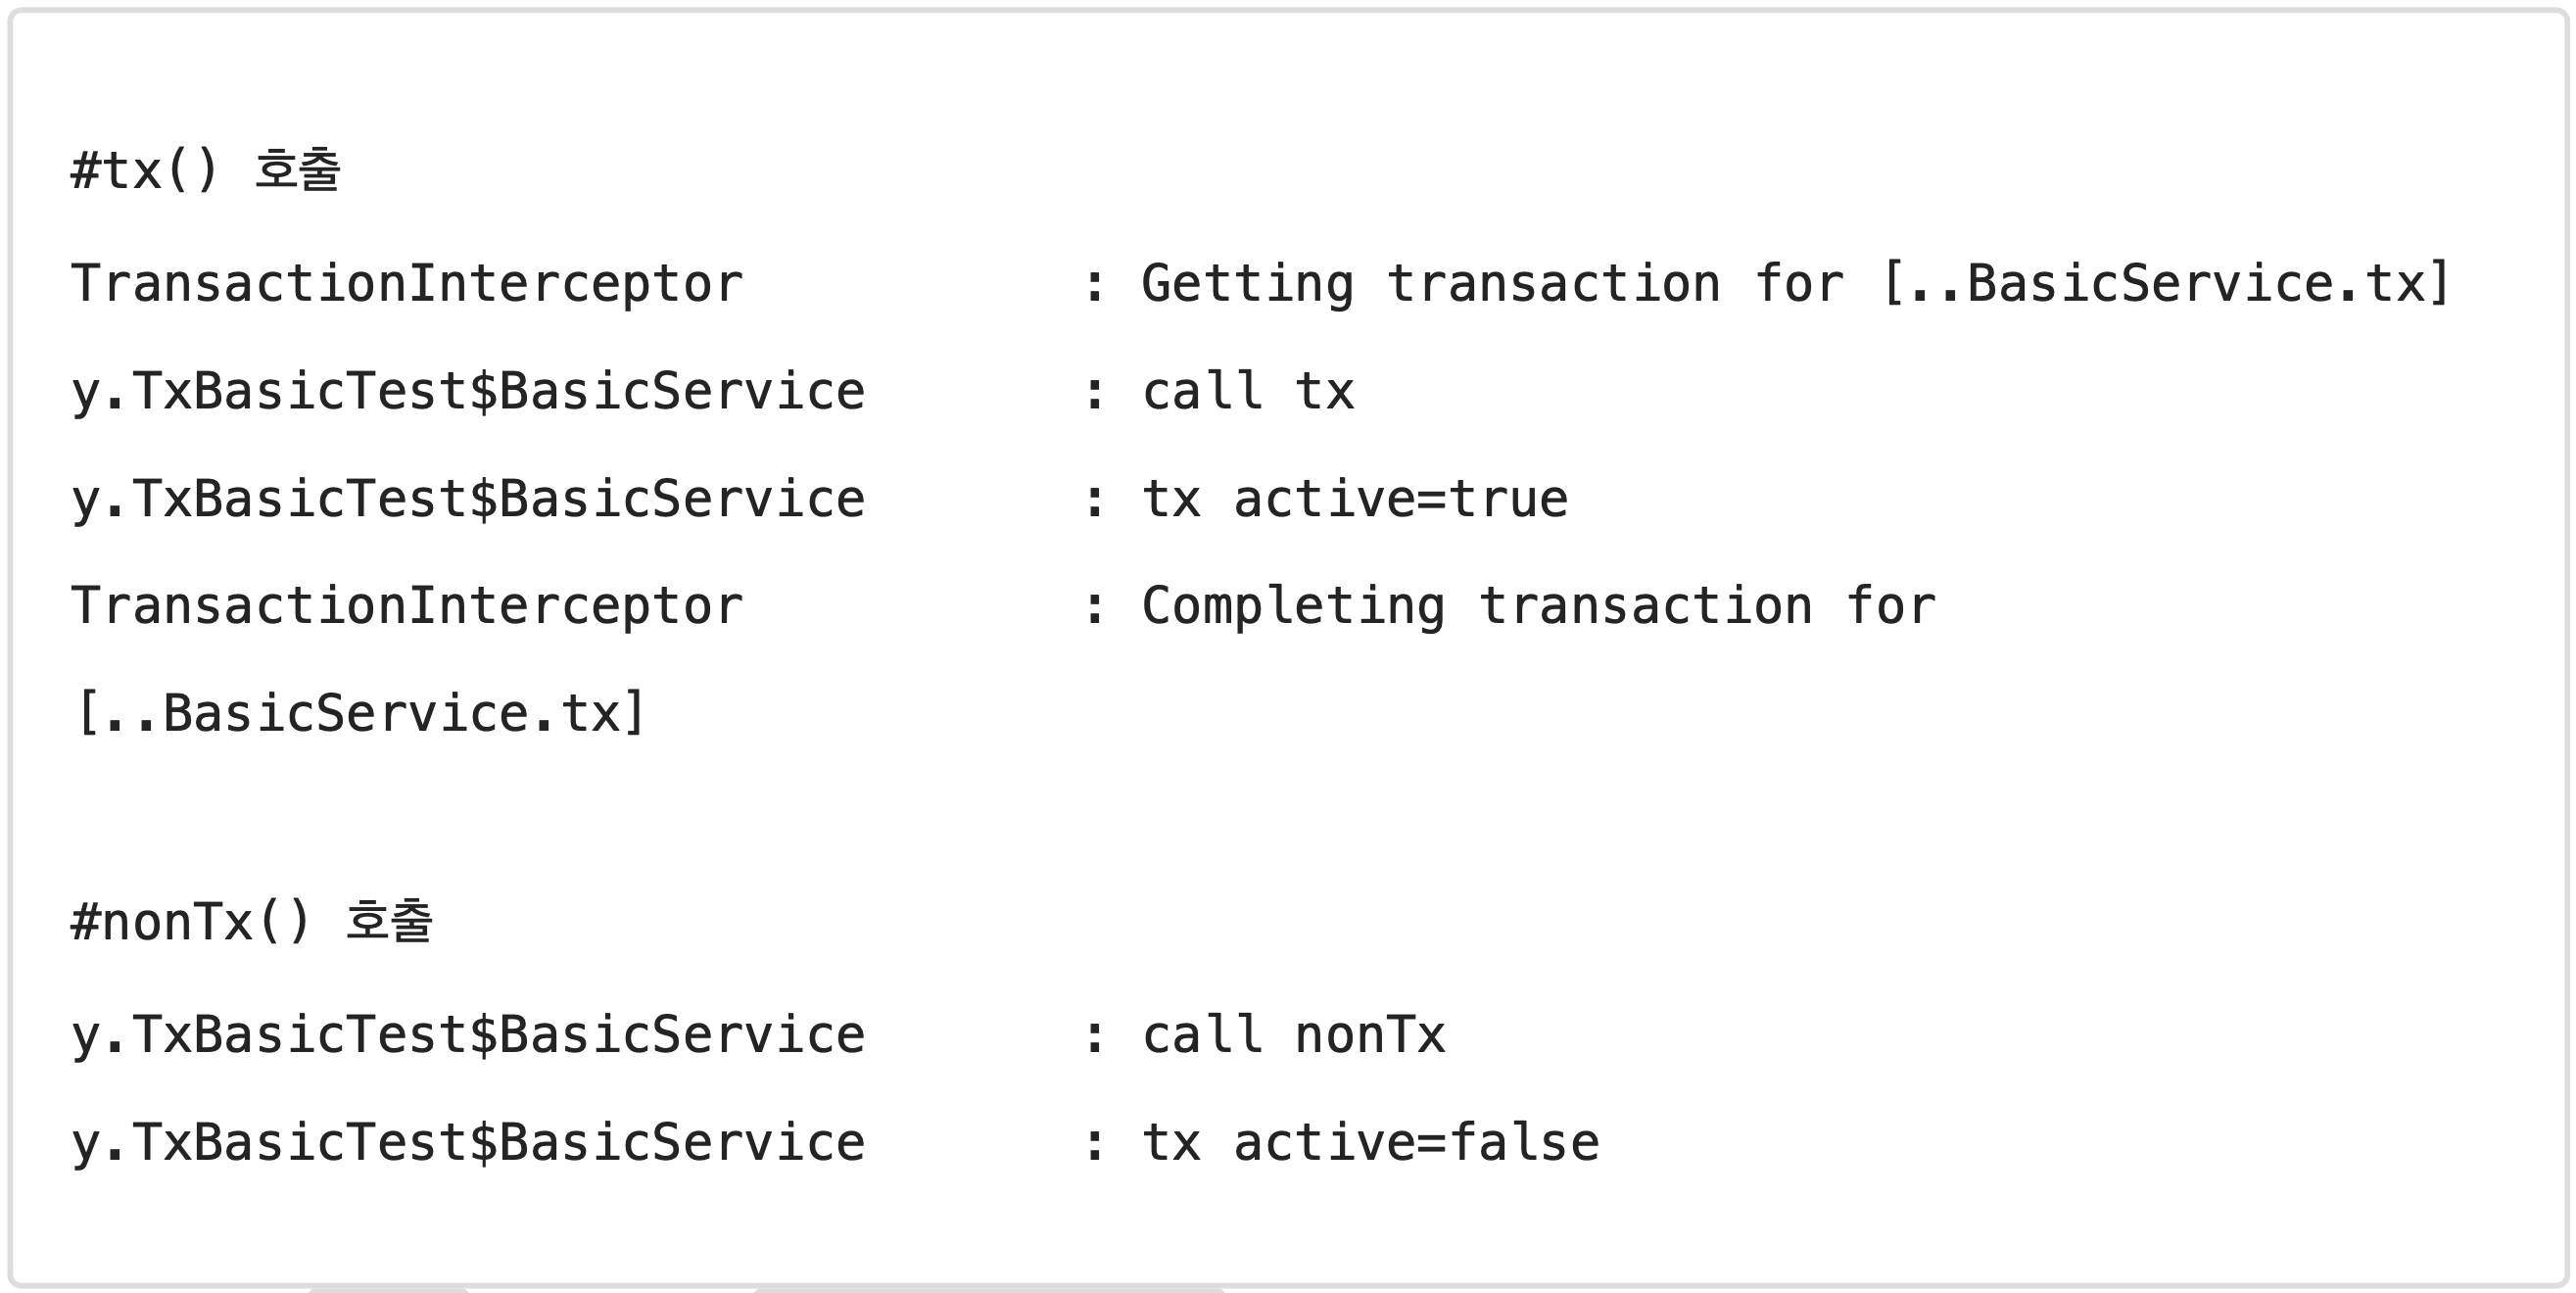 #tx() 호출
TransactionInterceptor : Getting transaction for [..BasicService.tx]
y.TxBasicTest$BasicService : call tx
y.TxBasicTest$BasicService : tx active=true
TransactionInterceptor : Completing transaction for
[..BasicService.tx]
#nonTx() 호출
y.TxBasicTest$BasicService : call nonTx
y.TxBasicTest$BasicService : tx active=false